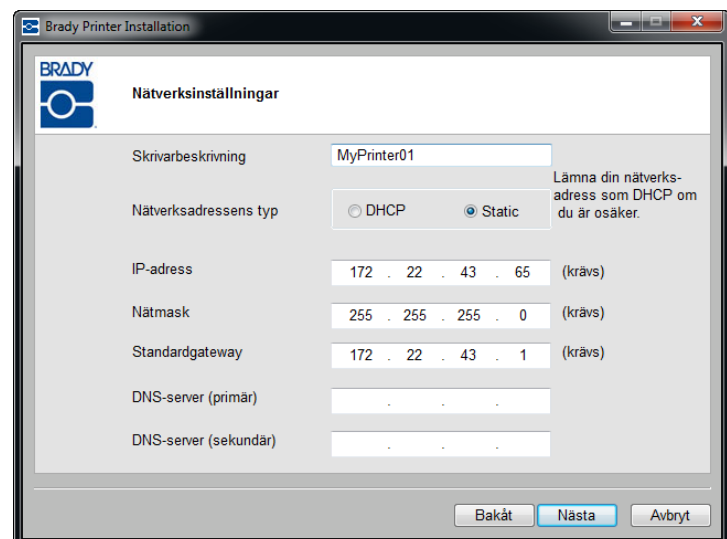 Brady Printer Installation
BRADY
Nätverksinställningar
Skrivarbeskrivning MyPrinter01
Nätverksadressens typ DHCP Static
Lämna din nätverks-
adress som DHCP om
du är osäker.
IP-adress 172 . 22 . 43 . 65 (krävs)
Nätmask 255 . 255 . 255 . 0 (krävs)
Standardgateway 172 . 22 . 43 . 1 (krävs)
DNS-server (primär) . . .
DNS-server (sekundär) . . .
Bakåt Nästa Avbryt